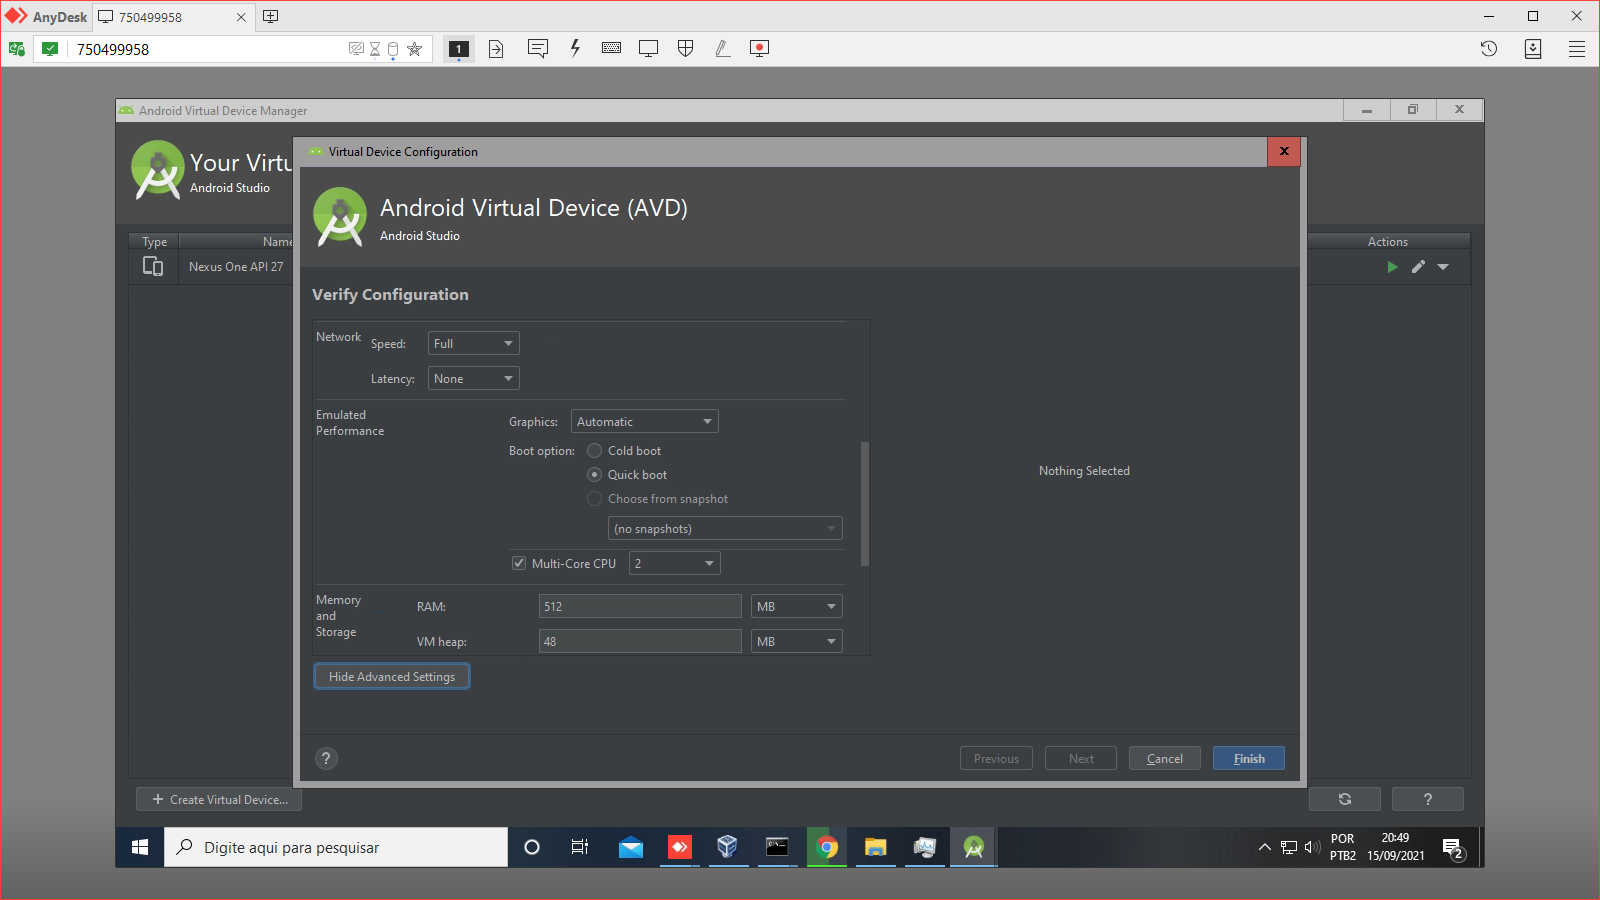 AnyDesk
750499958
750499958
1
Android Virtual Device Manager
Your Virtu
Android Studio
Virtual Device Configuration
x
Android Virtual Device (AVD)
Android Studio
Type
Name
Actions
Nexus One API 27
Verify Configuration
Network
Speed:
Full
Latency:
None
Emulated
Performance
Graphics:
Automatic
Boot option:
Cold boot
Quick boot
Choose from snapshot
(no snapshots)
Multi-Core CPU
2
Nothing Selected
Memory
and
Storage
RAM:
512
MB
VM heap:
48
MB
Hide Advanced Settings
?
Previous
Next
Cancel
Finish
+ Create Virtual Device...
?
Digite aqui para pesquisar
POR
PTB2
20:49
15/09/2021
2